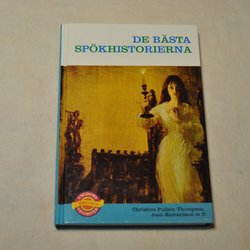 DE BÄSTA
SPÖKHISTORIERNA
Christine Pullein-Thompson,
Jean Richardson m fl